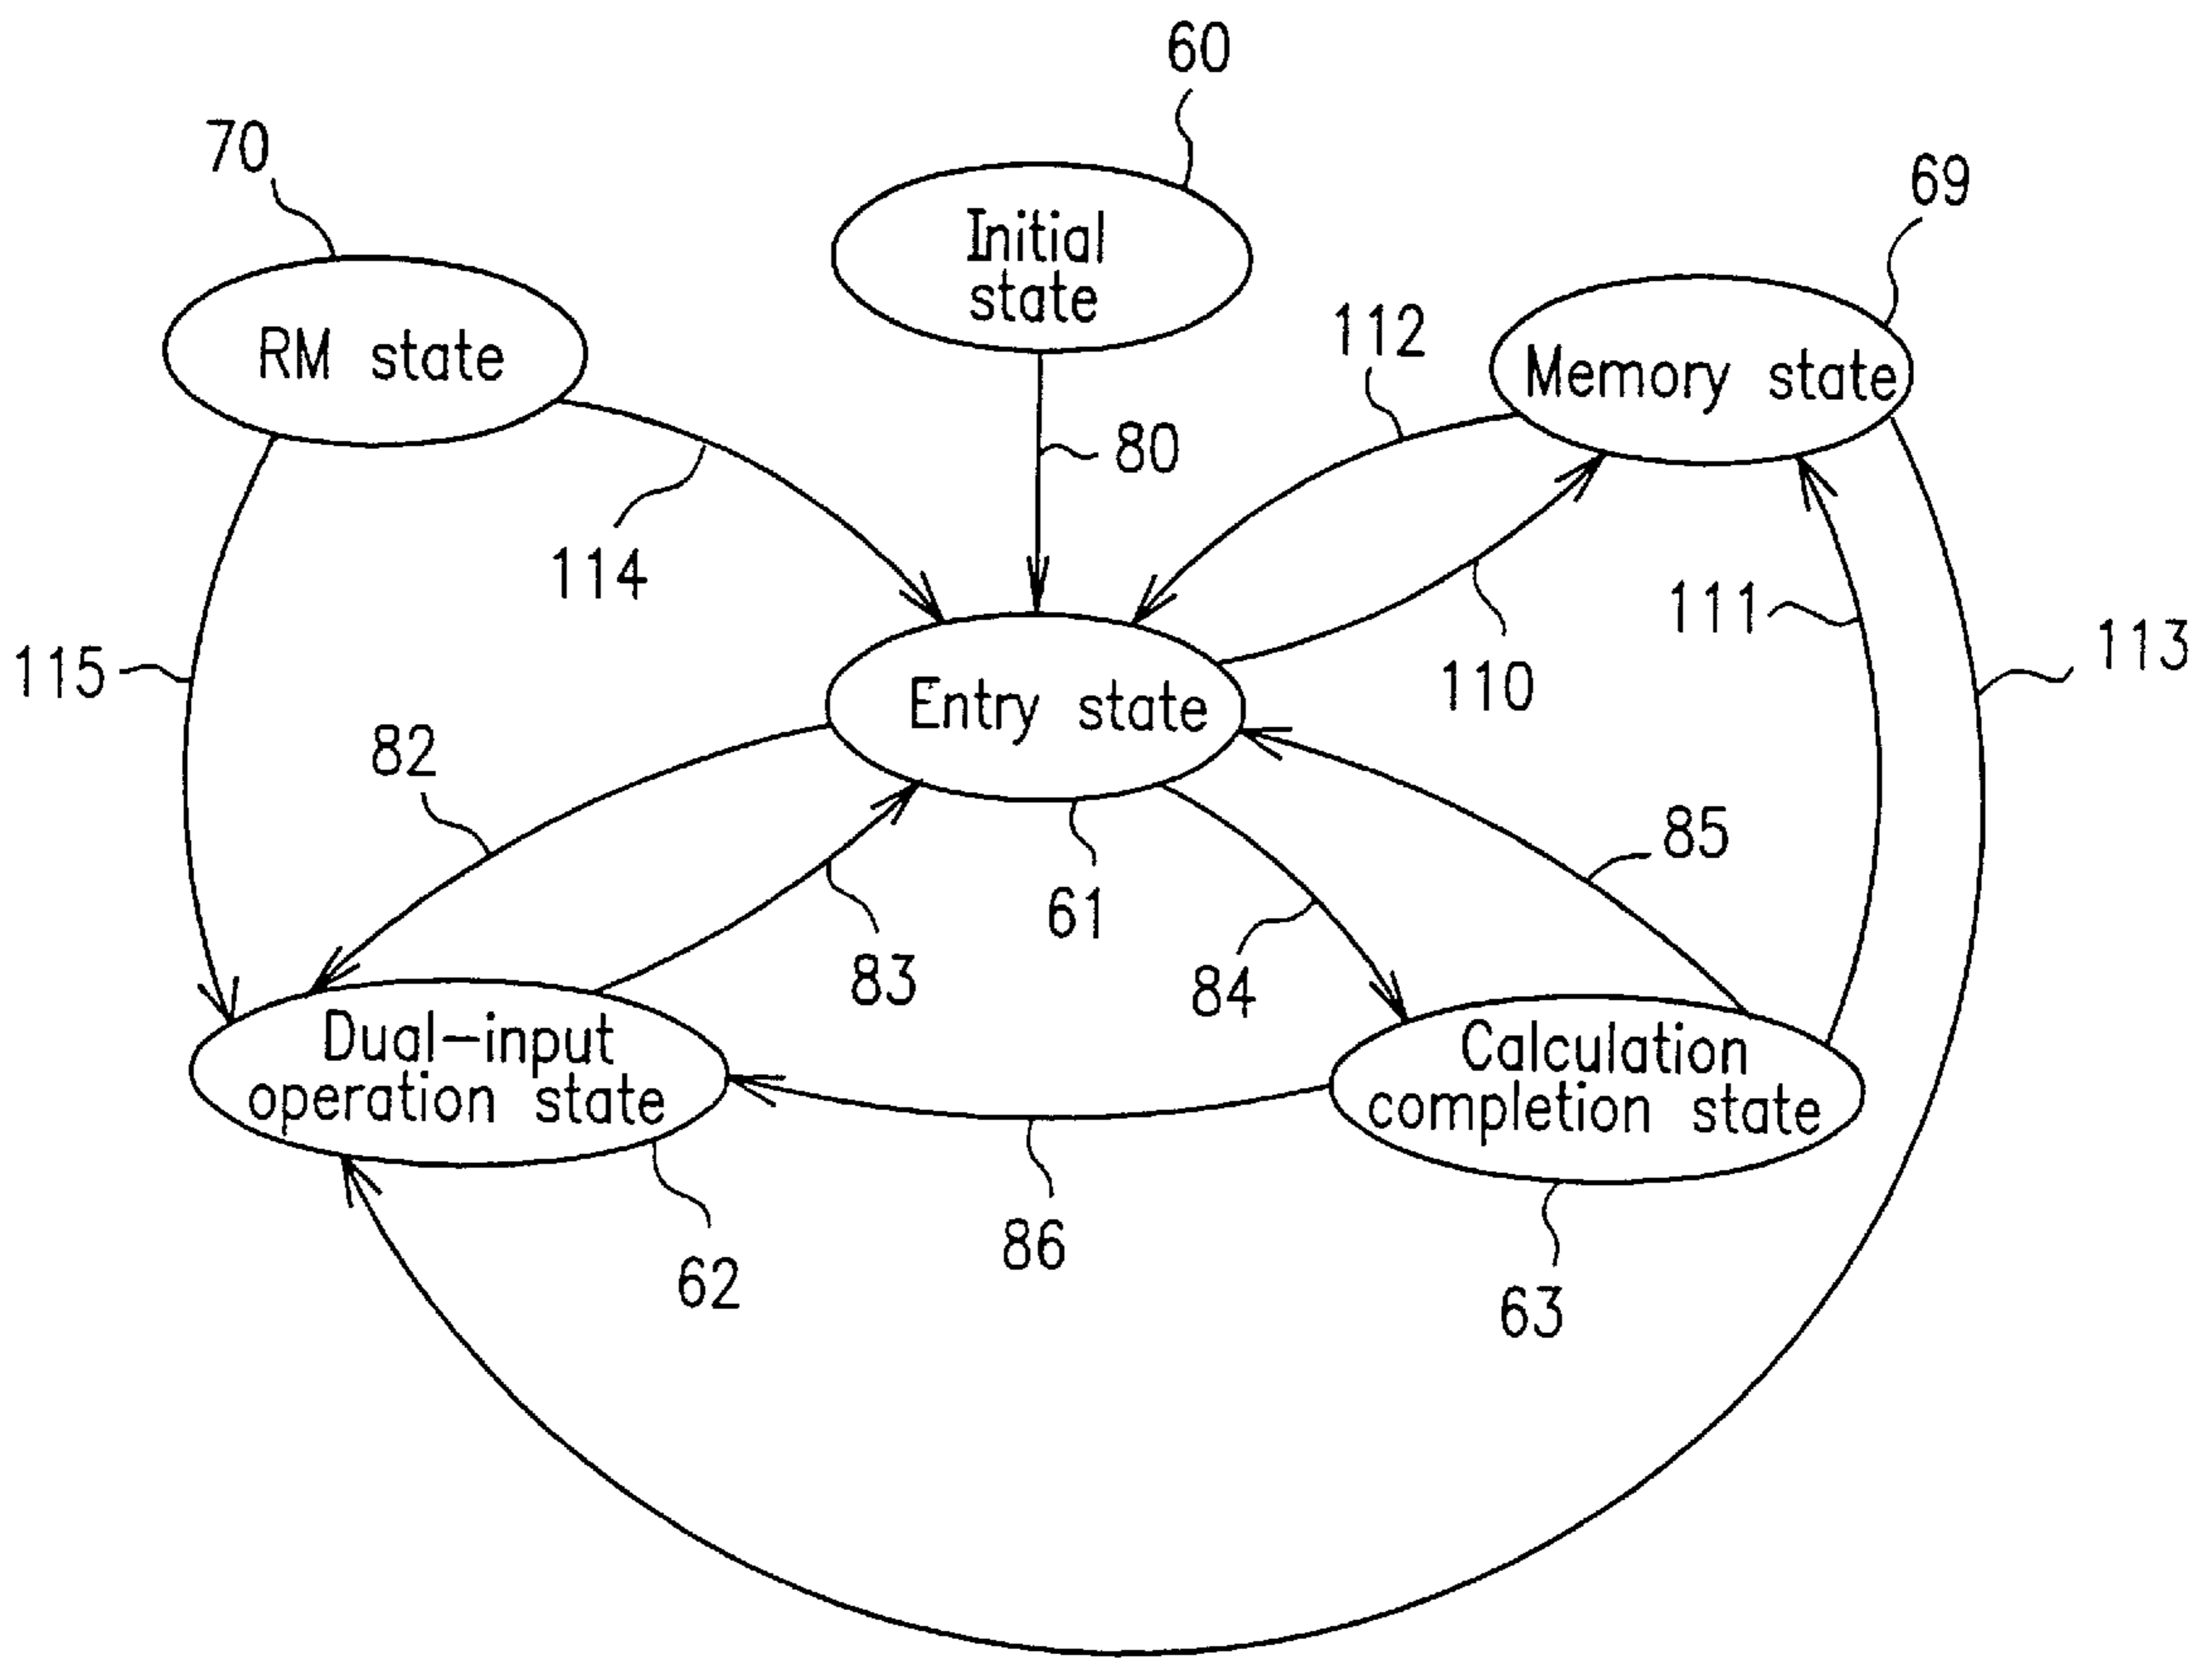 60
70
69
Initial
state
112
RM state
Memory state
80
114
111
113
110
115
Entry state
82
85
61
83
84
Dual-input
operation state
Calculation
completion state
86
62
63